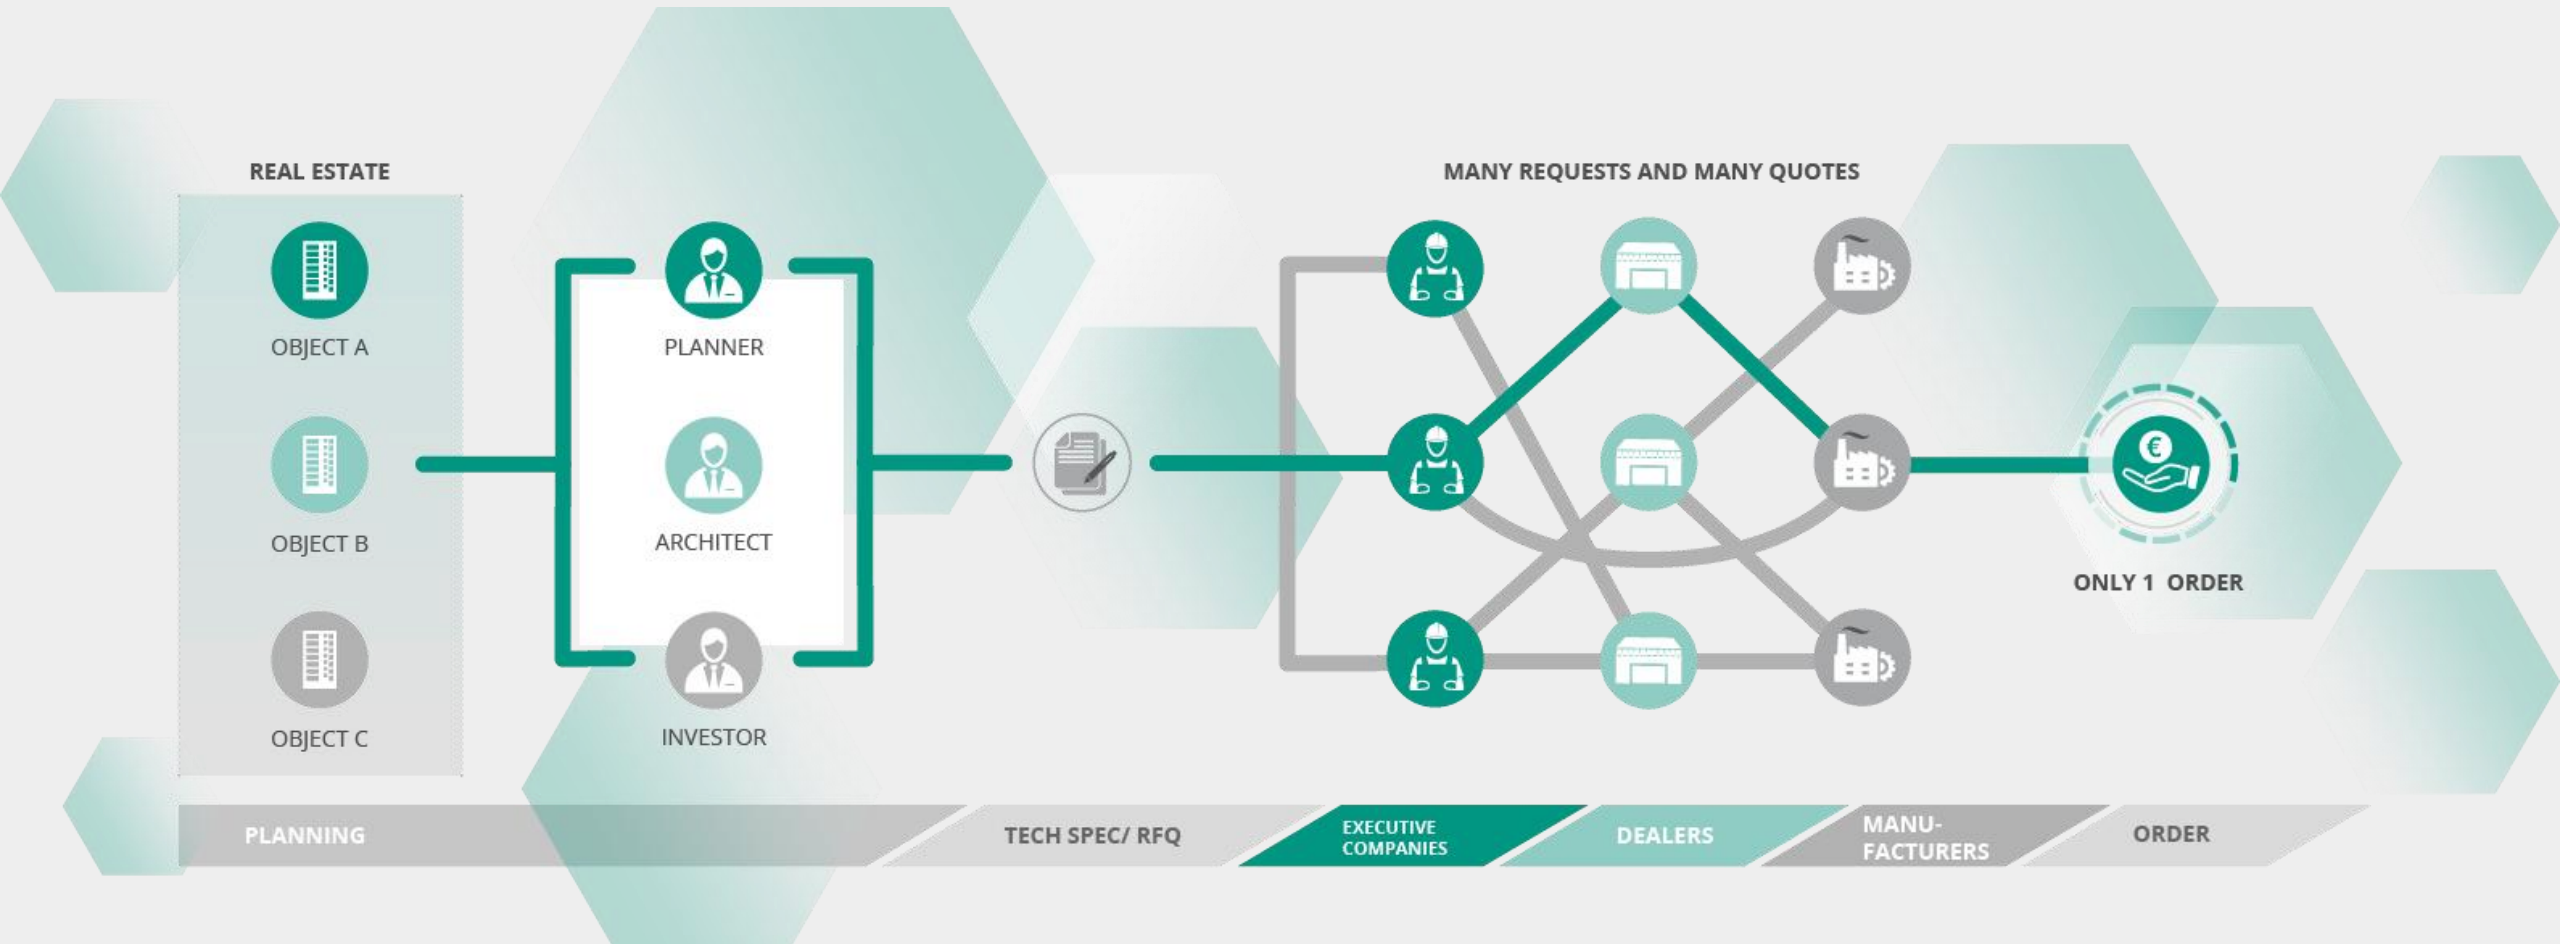 REAL ESTATE
OBJECT A
OBJECT B
OBJECT C
PLANNER
ARCHITECT
INVESTOR
MANY REQUESTS AND MANY QUOTES
€
ONLY 1 ORDER
PLANNING
TECH SPEC/ RFQ
EXECUTIVE
COMPANIES
DEALERS
MANU-
FACTURERS
ORDER